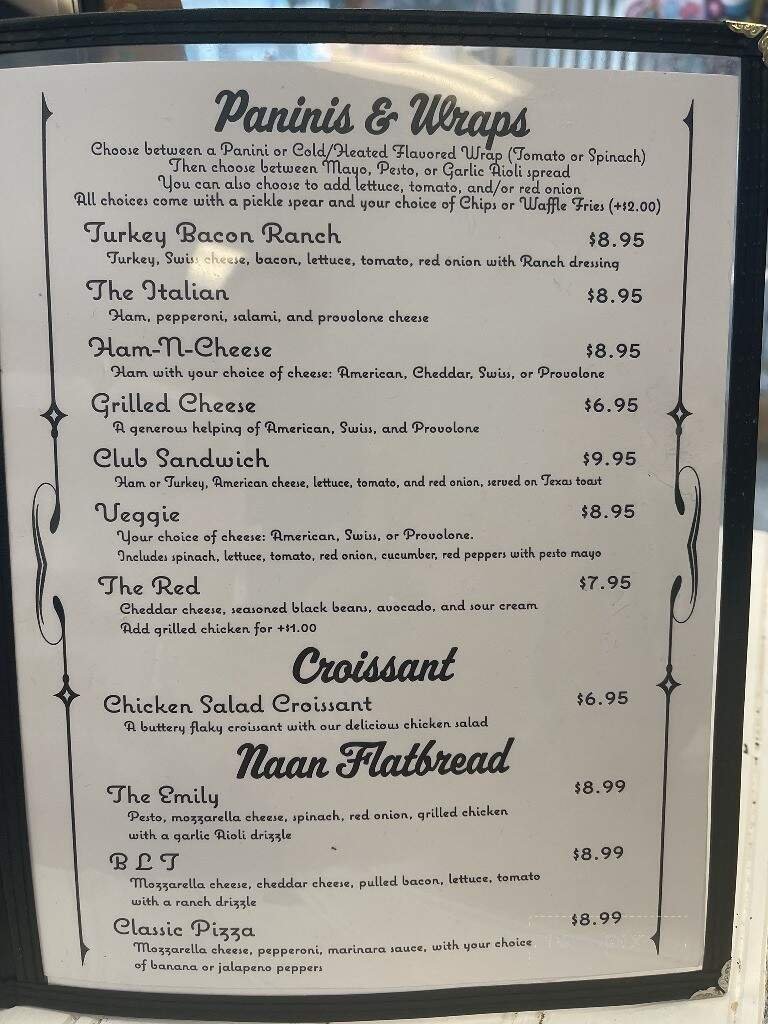 Paninis & Wraps
Choose between a Panini or Cold/Heated Flavored Wrap (Tomato or Spinach)
Then choose between Mayo, Pesto, or Garlic Aioli spread
You can also choose to add lettuce, tomato, and/or red onion
All choices come with a pickle spear and your choice of Chips or Waffle Fries (+$2.00)
Turkey Bacon Ranch $8.95
Turkey, Swiss cheese, bacon, lettuce, tomato, red onion with Ranch dressing
The Italian $8.95
Ham, pepperoni, salami, and provolone cheese
Ham-N-Cheese $8.95
Ham with your choice of cheese: American, Cheddar, Swiss, or Provolone
Grilled Cheese $6.95
A generous helping of American, Swiss, and Provolone
Club Sandwich $9.95
Ham or Turkey, American cheese, lettuce, tomato, and red onion, served on Texas toast
Veggie $8.95
Your choice of cheese: American, Swiss, or Provolone.
Includes spinach, lettuce, tomato, red onion, cucumber, red peppers with pesto mayo
The Red $7.95
Cheddar cheese, seasoned black beans, avocado, and sour cream
Add grilled chicken for +$1.00
Croissant
Chicken Salad Croissant $6.95
A buttery flaky croissant with our delicious chicken salad
Naan Flatbread
The Emily $8.99
Pesto, mozzarella cheese, spinach, red onion, grilled chicken
with a garlic Aioli drizzle
B L T $8.99
Mozzarella cheese, cheddar cheese, pulled bacon, lettuce, tomato
with a ranch drizzle
Classic Pizza $8.99
Mozzarella cheese, pepperoni, marinara sauce, with your choice
of banana or jalapeno peppers